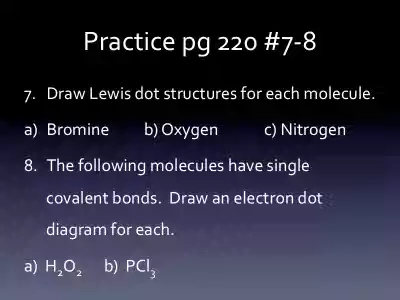 Practice pg 220 #7-8
7. Draw Lewis dot structures for each molecule.
a) Bromine b) Oxygen c) Nitrogen
8. The following molecules have single
covalent bonds. Draw an electron dot
diagram for each.
a) H₂O₂ b) PCl₃